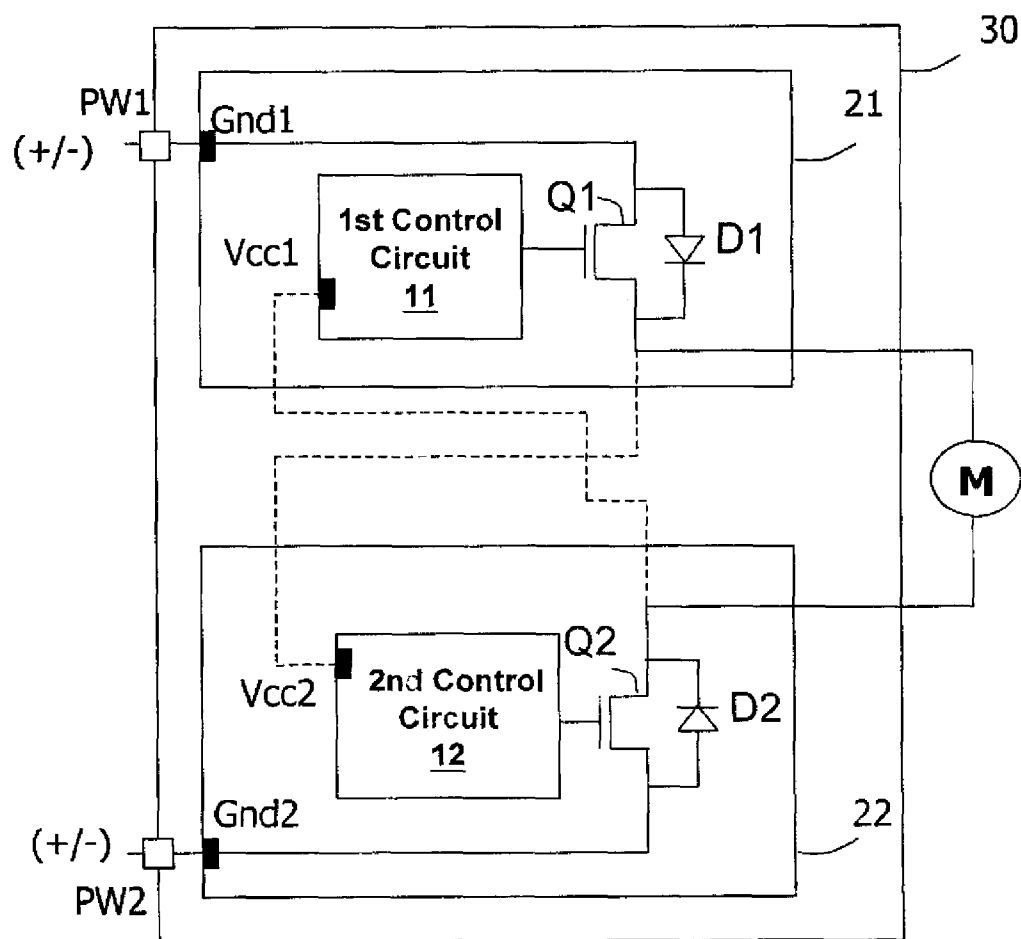 30
PW1
Gnd1
21
(+/-)
Q1
1st Control
Circuit
11
D1
Vcc1
M
Q2
2nd Control
Circuit
12
D2
Vcc2
Gnd2
22
(+/-)
PW2